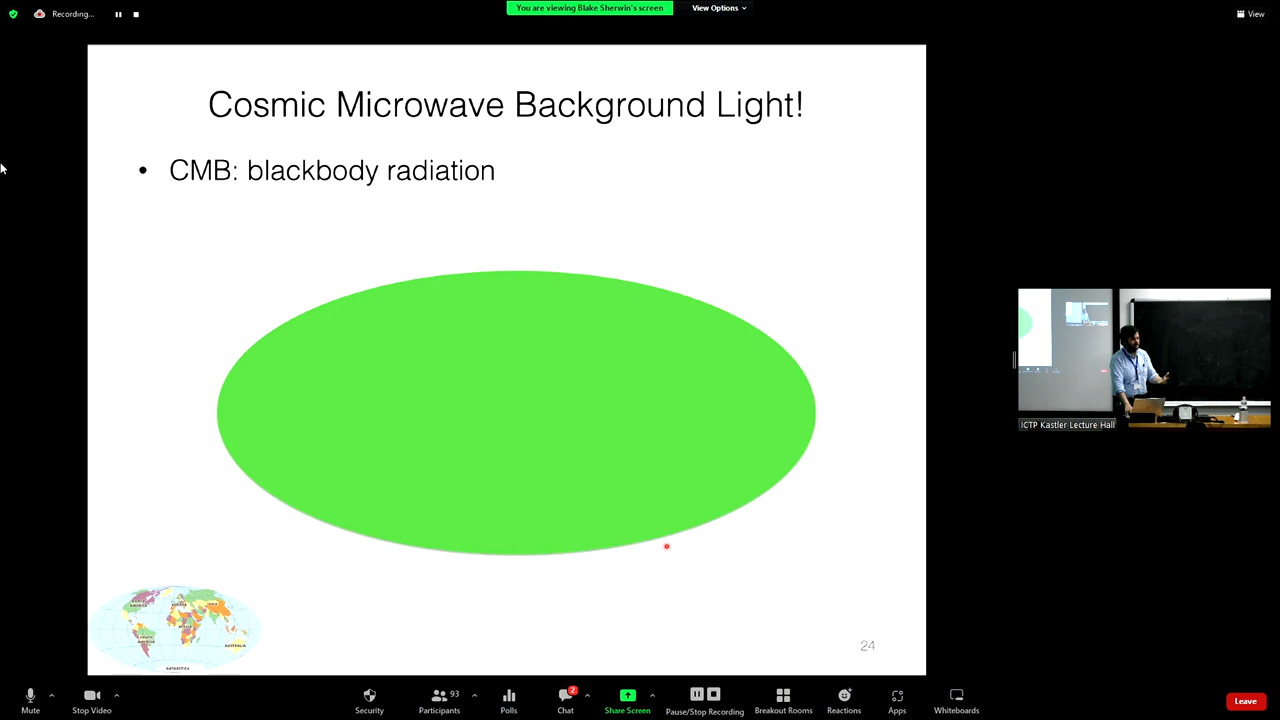 Recording...
You are viewing Blake Sherwin's screen
View Options
View
Cosmic Microwave Background Light!
• CMB: blackbody radiation
ICTP Kastler Lecture Hall
AUSTRALIA
ANTARCTICA
24
Mute
Stop Video
Security
Participants
93
Polls
Chat
2
Share Screen
Pause/Stop Recording
Breakout Rooms
Reactions
Apps
Whiteboards
Leave